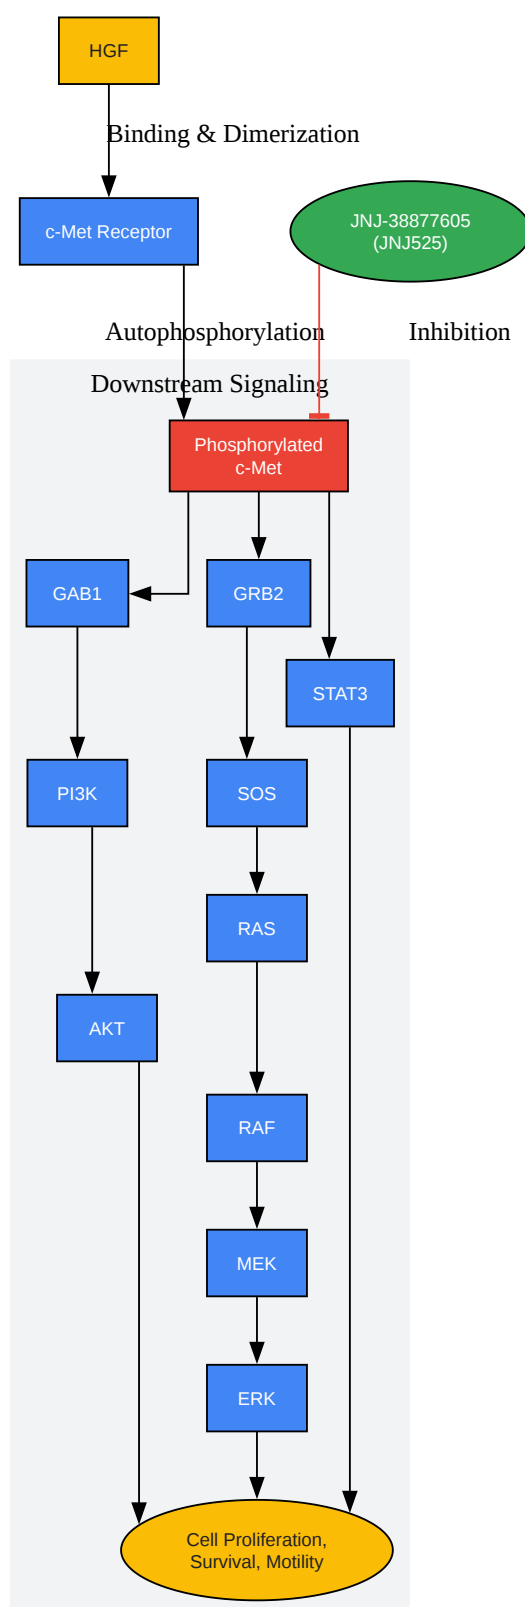 HGF
Binding & Dimerization
c-Met Receptor
JNJ-38877605
(JNJ525)
Autophosphorylation
Inhibition
Downstream Signaling
Phosphorylated
c-Met
GAB1
GRB2
STAT3
PI3K
SOS
RAS
AKT
RAF
MEK
ERK
Cell Proliferation,
Survival, Motility